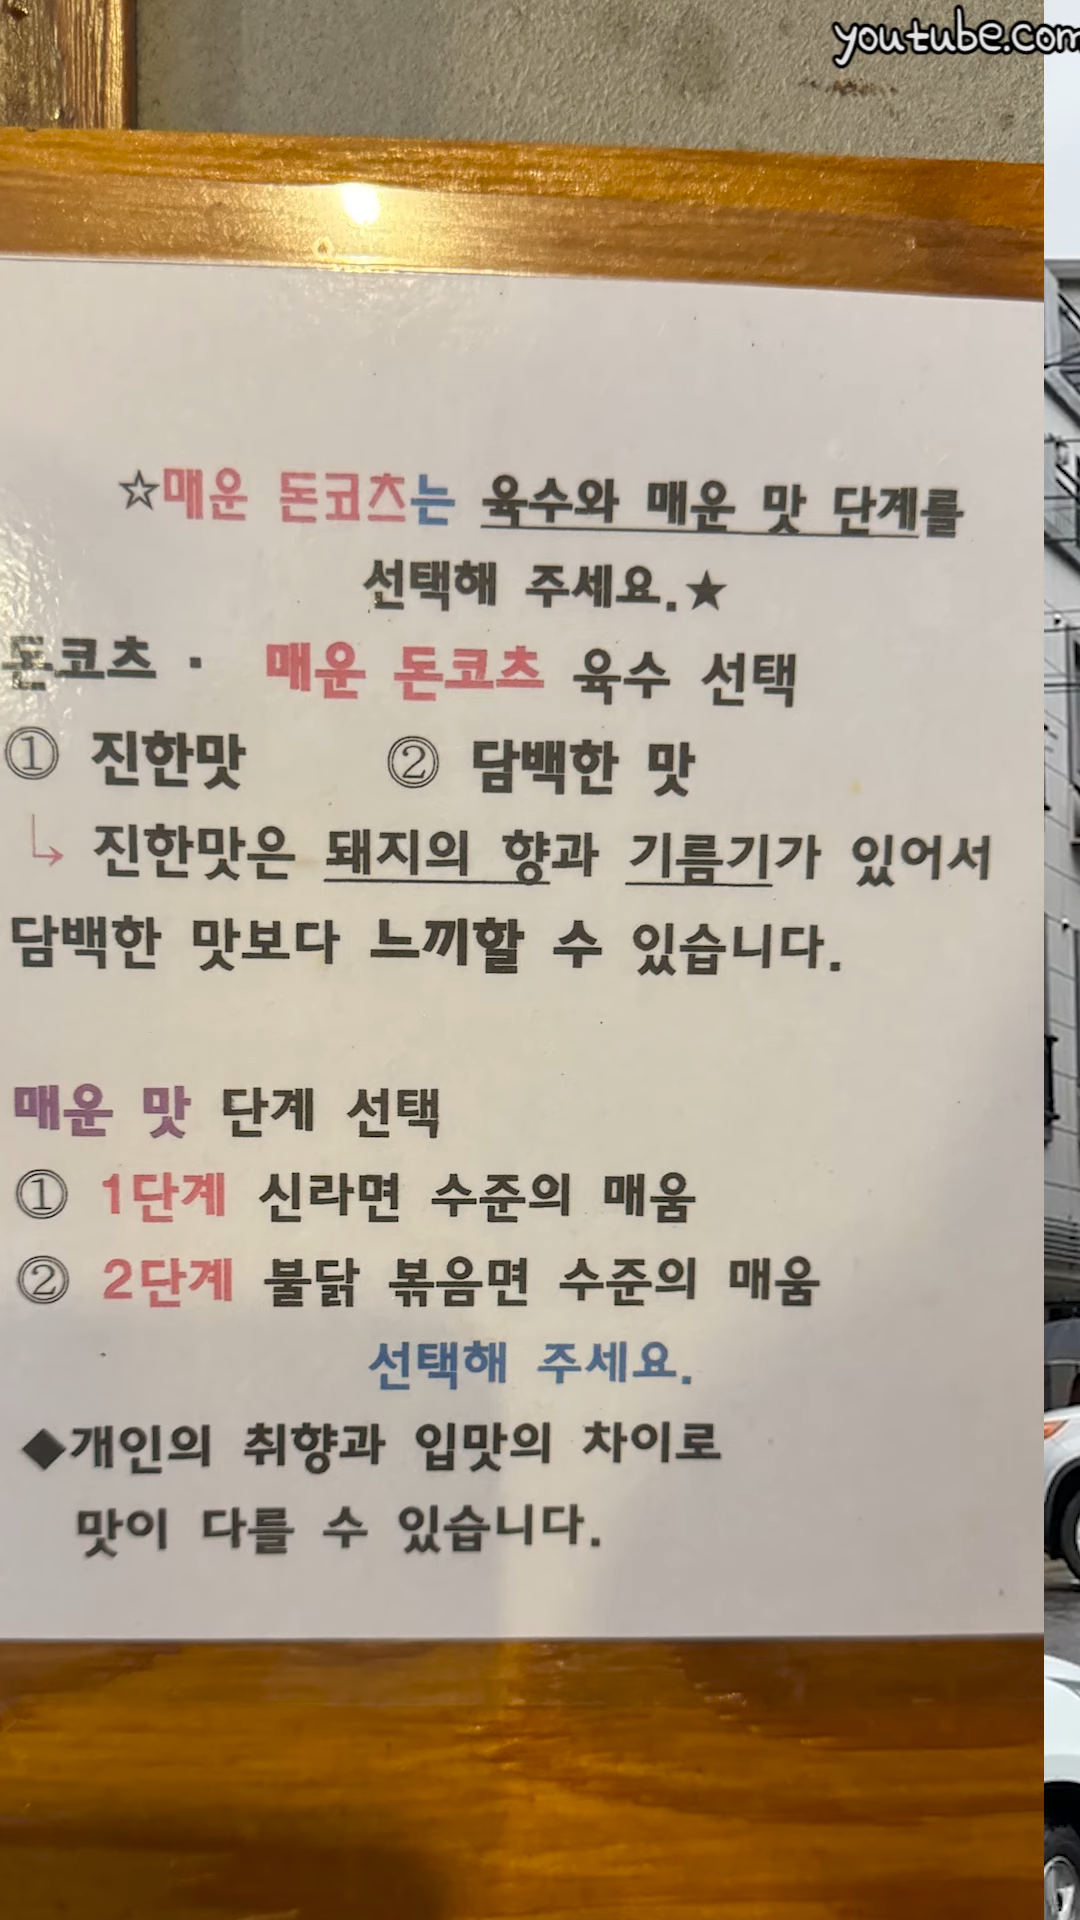 youtube.com
☆매운 돈코츠는 육수와 매운 맛 단계를
선택해 주세요.★
돈코츠 · 매운 돈코츠 육수 선택
① 진한맛 ② 담백한 맛
↳ 진한맛은 돼지의 향과 기름기가 있어서
담백한 맛보다 느끼할 수 있습니다.
매운 맛 단계 선택
① 1단계 신라면 수준의 매움
② 2단계 불닭 볶음면 수준의 매움
선택해 주세요.
◆개인의 취향과 입맛의 차이로
맛이 다를 수 있습니다.